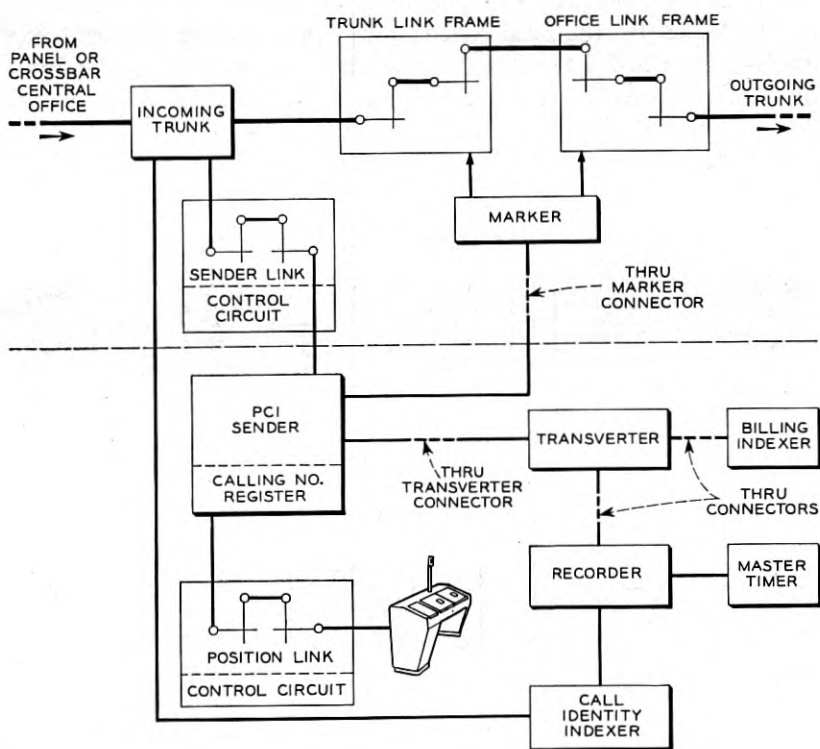 TRUNK LINK FRAME
OFFICE LINK FRAME
FROM
PANEL OR
CROSSBAR
CENTRAL
OFFICE
INCOMING
TRUNK
OUTGOING
TRUNK
MARKER
SENDER LINK
CONTROL
CIRCUIT
THRU
MARKER
CONNECTOR
PCI
SENDER
CALLING NO.
REGISTER
TRANSVERTER
BILLING
INDEXER
THRU
TRANSVERTER
CONNECTOR
THRU
CONNECTORS
RECORDER
MASTER
TIMER
POSITION LINK
CONTROL CIRCUIT
CALL
IDENTITY
INDEXER